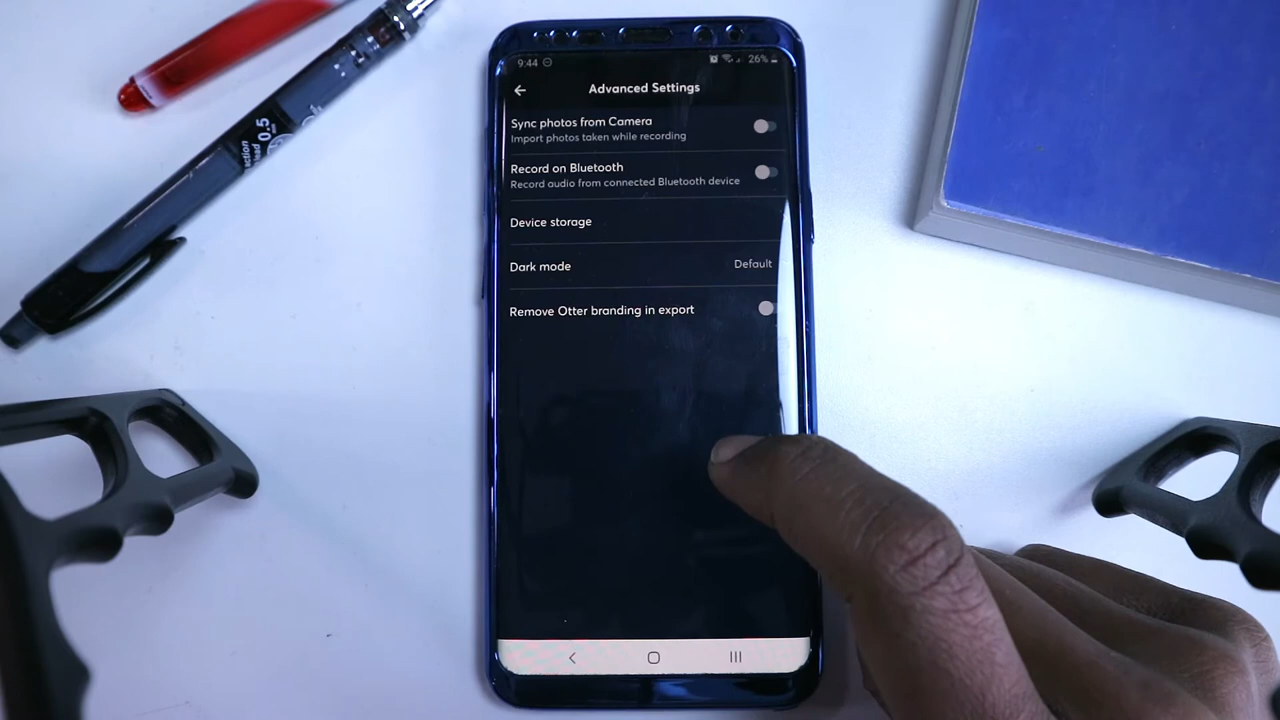 9:44
26%
Advanced Settings
Sync photos from Camera
Import photos taken while recording
Record on Bluetooth
Record audio from connected Bluetooth device
Device storage
Dark mode
Default
Remove Otter branding in export
0.5
lead